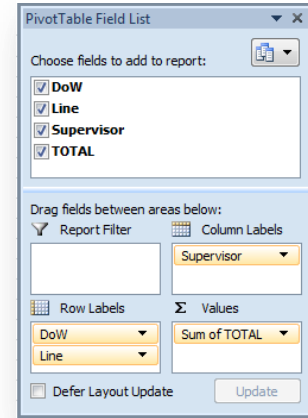 PivotTable Field List
Choose fields to add to report:
DoW
Line
Supervisor
TOTAL
Drag fields between areas below:
Report Filter
Column Labels
Supervisor
Row Labels
Σ Values
DoW
Line
Sum of TOTAL
Defer Layout Update
Update